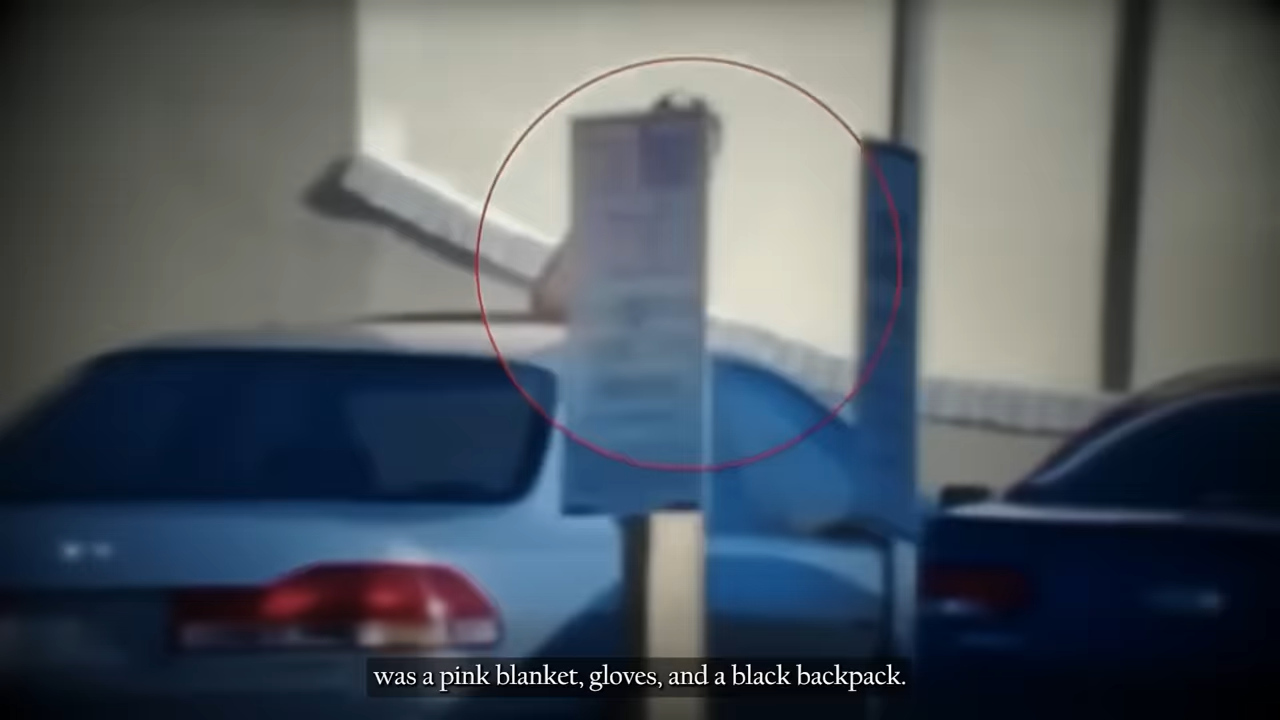 was a pink blanket, gloves, and a black backpack.